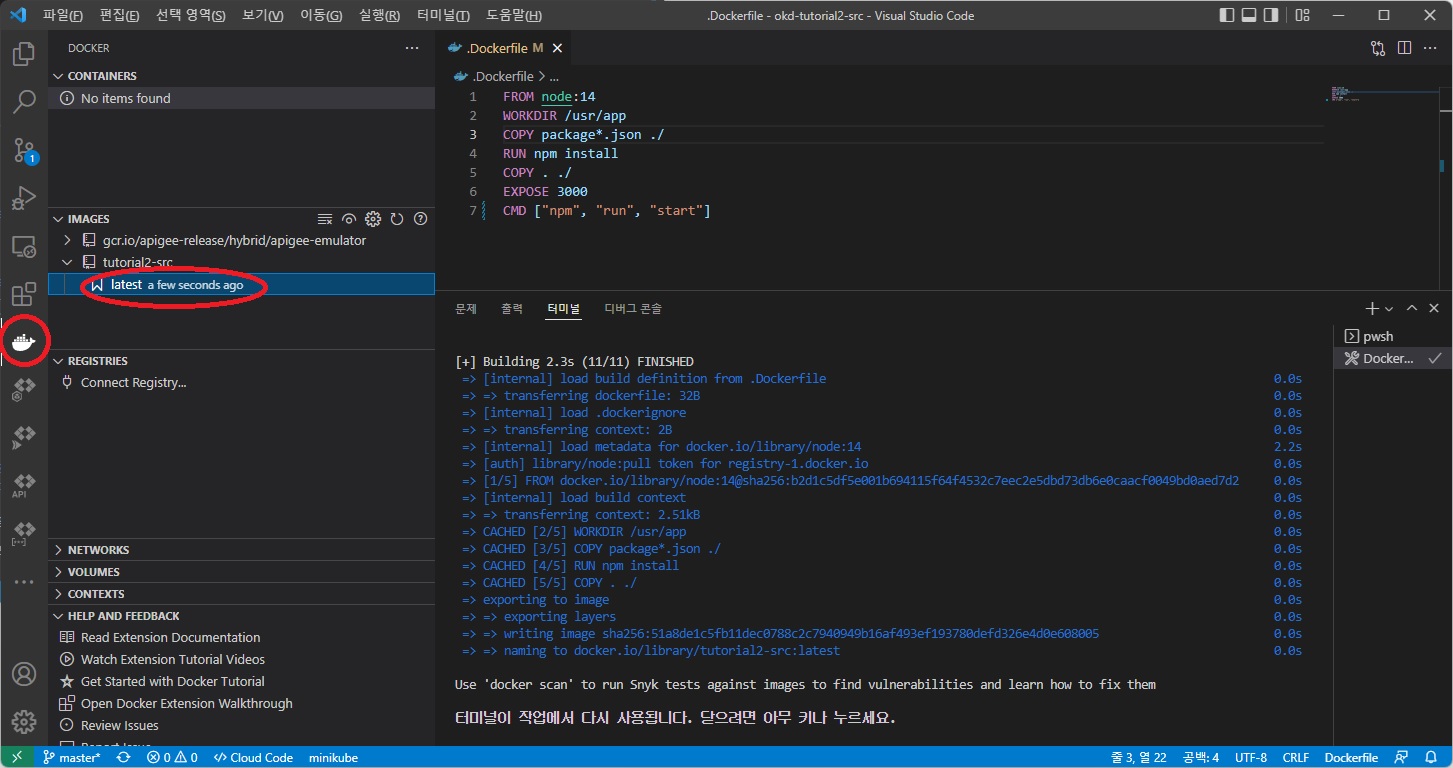 파일(F) 편집(E) 선택 영역(S) 보기(V) 이동(G) 실행(R) 터미널(T) 도움말(H) .Dockerfile - okd-tutorial2-src - Visual Studio Code
DOCKER
CONTAINERS
No items found
IMAGES
gcr.io/apigee-release/hybrid/apigee-emulator
tutorial2-src
latest a few seconds ago
REGISTRIES
Connect Registry...
NETWORKS
VOLUMES
CONTEXTS
HELP AND FEEDBACK
Read Extension Documentation
Watch Extension Tutorial Videos
Get Started with Docker Tutorial
Open Docker Extension Walkthrough
Review Issues
1
API
.Dockerfile M
.Dockerfile > ...
1 FROM node:14
2 WORKDIR /usr/app
3 COPY package*.json ./
4 RUN npm install
5 COPY . ./
6 EXPOSE 3000
7 CMD ["npm", "run", "start"]
문제 출력 터미널 디버그 콘솔
pwsh
Docker...
[+] Building 2.3s (11/11) FINISHED
=> [internal] load build definition from .Dockerfile 0.0s
=> => transferring dockerfile: 32B 0.0s
=> [internal] load .dockerignore 0.0s
=> => transferring context: 2B 0.0s
=> [internal] load metadata for docker.io/library/node:14 2.2s
=> [auth] library/node:pull token for registry-1.docker.io 0.0s
=> [1/5] FROM docker.io/library/node:14@sha256:b2d1c5df5e001b694115f64f4532c7eec2e5dbd73db6e0caacf0049bd0aed7d2 0.0s
=> [internal] load build context 0.0s
=> => transferring context: 2.51kB 0.0s
=> CACHED [2/5] WORKDIR /usr/app 0.0s
=> CACHED [3/5] COPY package*.json ./ 0.0s
=> CACHED [4/5] RUN npm install 0.0s
=> CACHED [5/5] COPY . ./ 0.0s
=> exporting to image 0.0s
=> => exporting layers 0.0s
=> => writing image sha256:51a8de1c5fb11dec0788c2c7940949b16af493ef193780defd326e4d0e608005 0.0s
=> => naming to docker.io/library/tutorial2-src:latest 0.0s
Use 'docker scan' to run Snyk tests against images to find vulnerabilities and learn how to fix them
터미널이 작업에서 다시 사용됩니다. 닫으려면 아무 키나 누르세요.
master* 0 0 Cloud Code minikube 줄 3, 열 22 공백: 4 UTF-8 CRLF Dockerfile